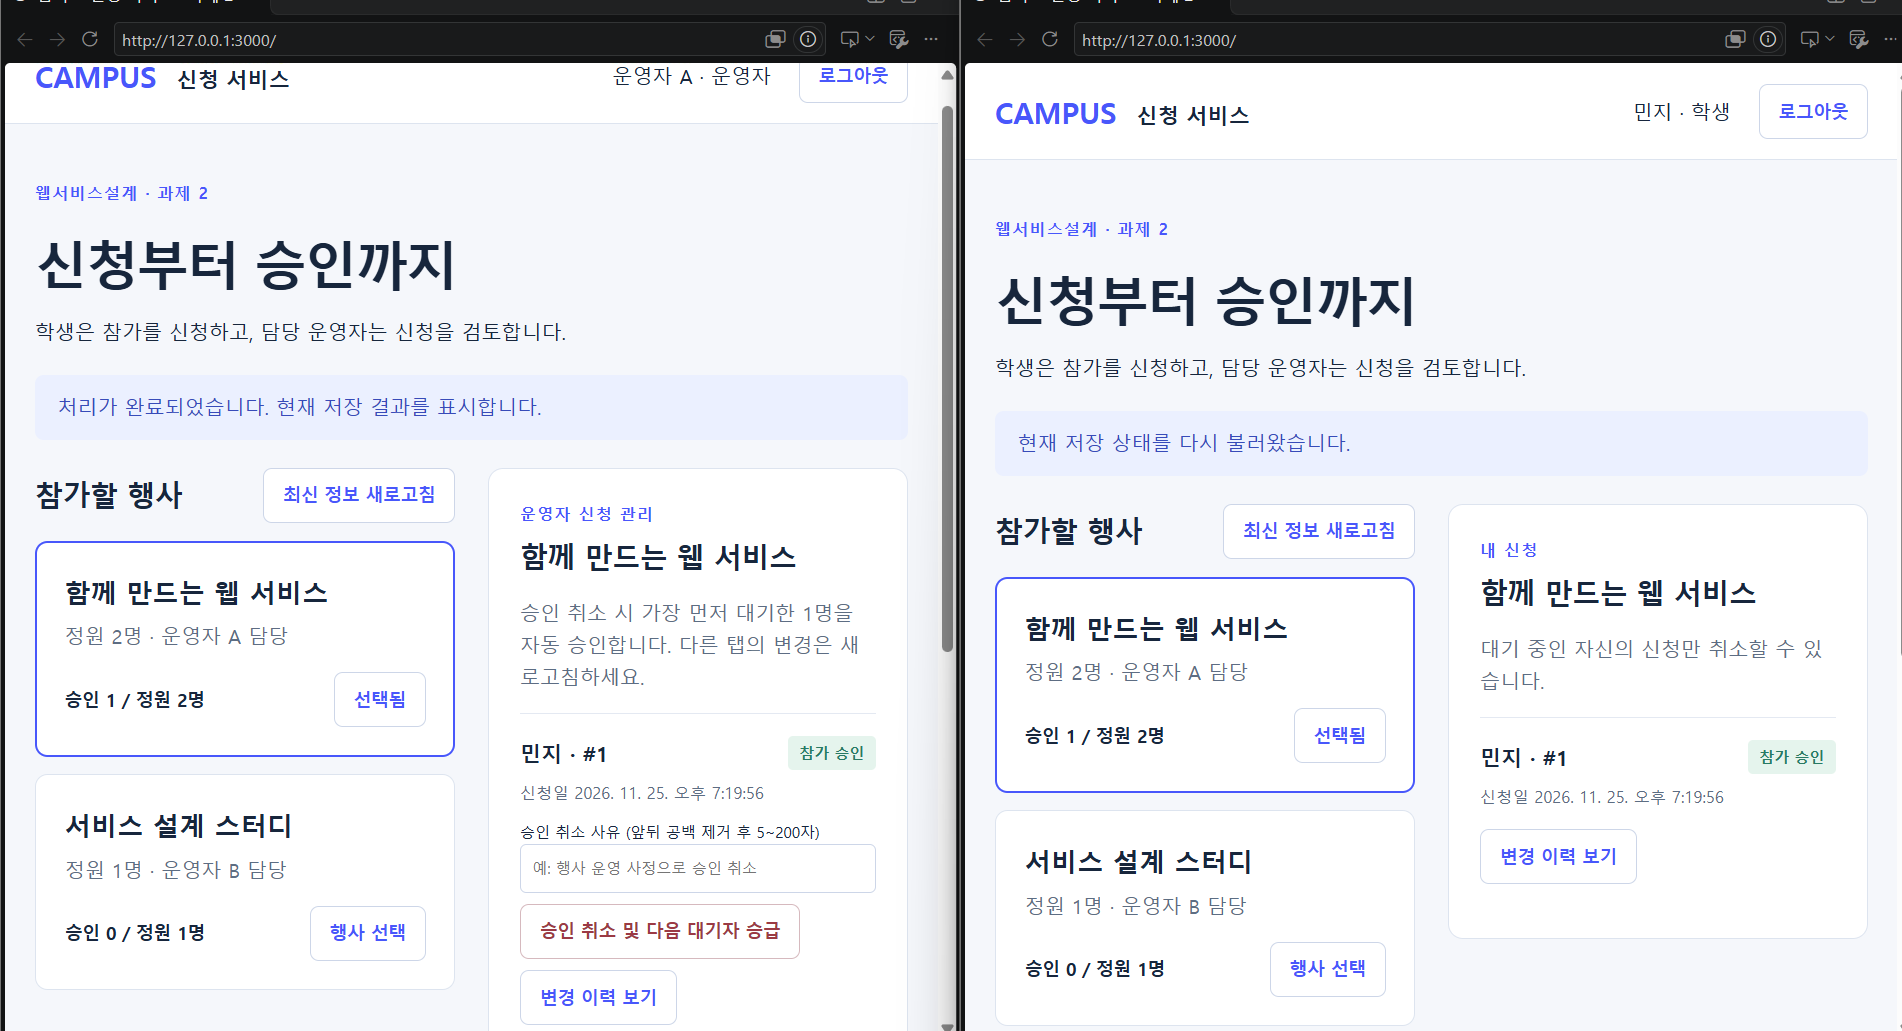 http://127.0.0.1:3000/
CAMPUS 신청 서비스
운영자 A · 운영자
로그아웃
웹서비스설계 · 과제 2
신청부터 승인까지
학생은 참가를 신청하고, 담당 운영자는 신청을 검토합니다.
처리가 완료되었습니다. 현재 저장 결과를 표시합니다.
참가할 행사
최신 정보 새로고침
함께 만드는 웹 서비스
정원 2명 · 운영자 A 담당
승인 1 / 정원 2명
선택됨
서비스 설계 스터디
정원 1명 · 운영자 B 담당
승인 0 / 정원 1명
행사 선택
운영자 신청 관리
함께 만드는 웹 서비스
승인 취소 시 가장 먼저 대기한 1명을
자동 승인합니다. 다른 탭의 변경은 새
로고침하세요.
민지 · #1
참가 승인
신청일 2026. 11. 25. 오후 7:19:56
승인 취소 사유 (앞뒤 공백 제거 후 5~200자)
예: 행사 운영 사정으로 승인 취소
승인 취소 및 다음 대기자 승급
변경 이력 보기
http://127.0.0.1:3000/
CAMPUS 신청 서비스
민지 · 학생
로그아웃
웹서비스설계 · 과제 2
신청부터 승인까지
학생은 참가를 신청하고, 담당 운영자는 신청을 검토합니다.
현재 저장 상태를 다시 불러왔습니다.
참가할 행사
최신 정보 새로고침
함께 만드는 웹 서비스
정원 2명 · 운영자 A 담당
승인 1 / 정원 2명
선택됨
서비스 설계 스터디
정원 1명 · 운영자 B 담당
승인 0 / 정원 1명
행사 선택
내 신청
함께 만드는 웹 서비스
대기 중인 자신의 신청만 취소할 수 있
습니다.
민지 · #1
참가 승인
신청일 2026. 11. 25. 오후 7:19:56
변경 이력 보기